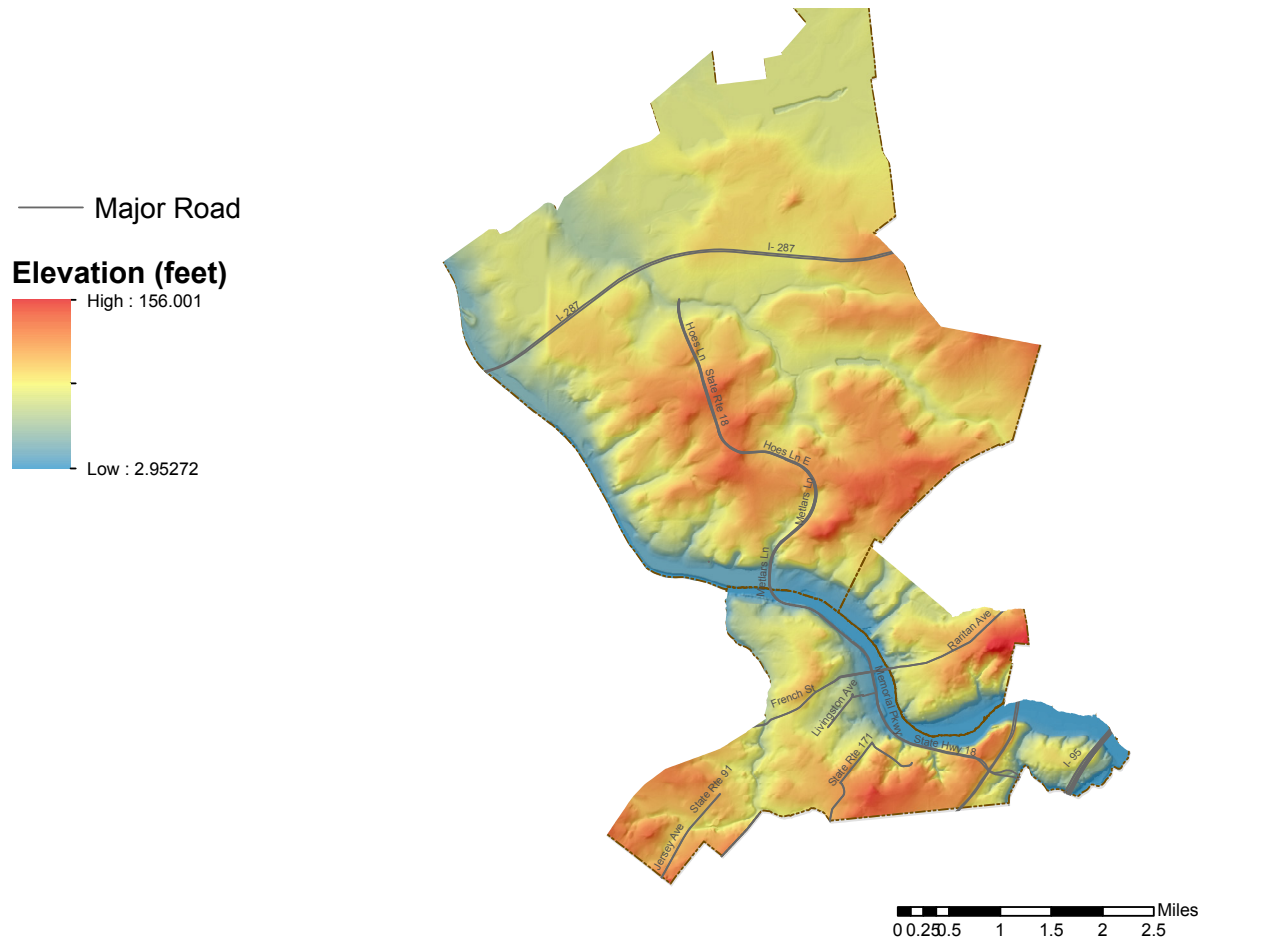 Major Road
Elevation (feet)
High : 156.001
Low : 2.95272
I- 287
I- 287
Hoes Ln
State Rte 18
Hoes Ln E
Metlars Ln
Metlars Ln
Raritan Ave
Memorial Pkwy
French St
Livingston Ave
State Hwy 18
I- 95
State Rte 171
State Rte 91
Jersey Ave
Miles
0 0.25 0.5 1 1.5 2 2.5